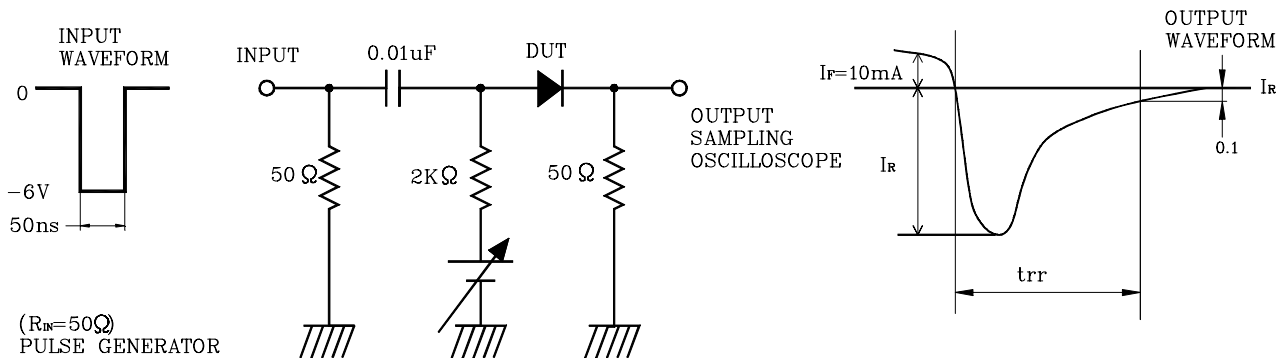 INPUT
WAVEFORM
0
-6V
50ns
(RIN=50Ω)
PULSE GENERATOR
INPUT
0.01uF
DUT
50Ω
2KΩ
50Ω
OUTPUT
SAMPLING
OSCILLOSCOPE
IF=10mA
IR
trr
OUTPUT
WAVEFORM
IR
0.1